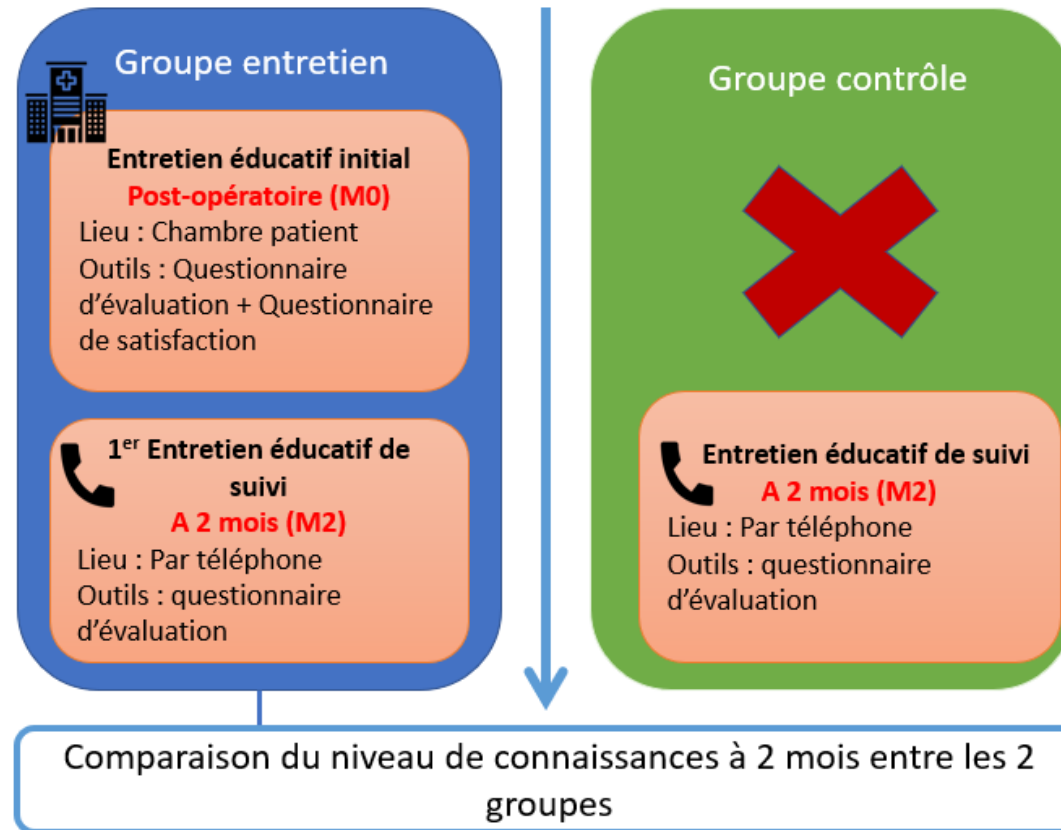 Groupe entretien
Entretien éducatif initial
Post-opératoire (M0)
Lieu : Chambre patient
Outils : Questionnaire
d’évaluation + Questionnaire
de satisfaction
1er Entretien éducatif de
suivi
A 2 mois (M2)
Lieu : Par téléphone
Outils : questionnaire
d’évaluation
Groupe contrôle
Entretien éducatif de suivi
A 2 mois (M2)
Lieu : Par téléphone
Outils : questionnaire
d’évaluation
Comparaison du niveau de connaissances à 2 mois entre les 2
groupes